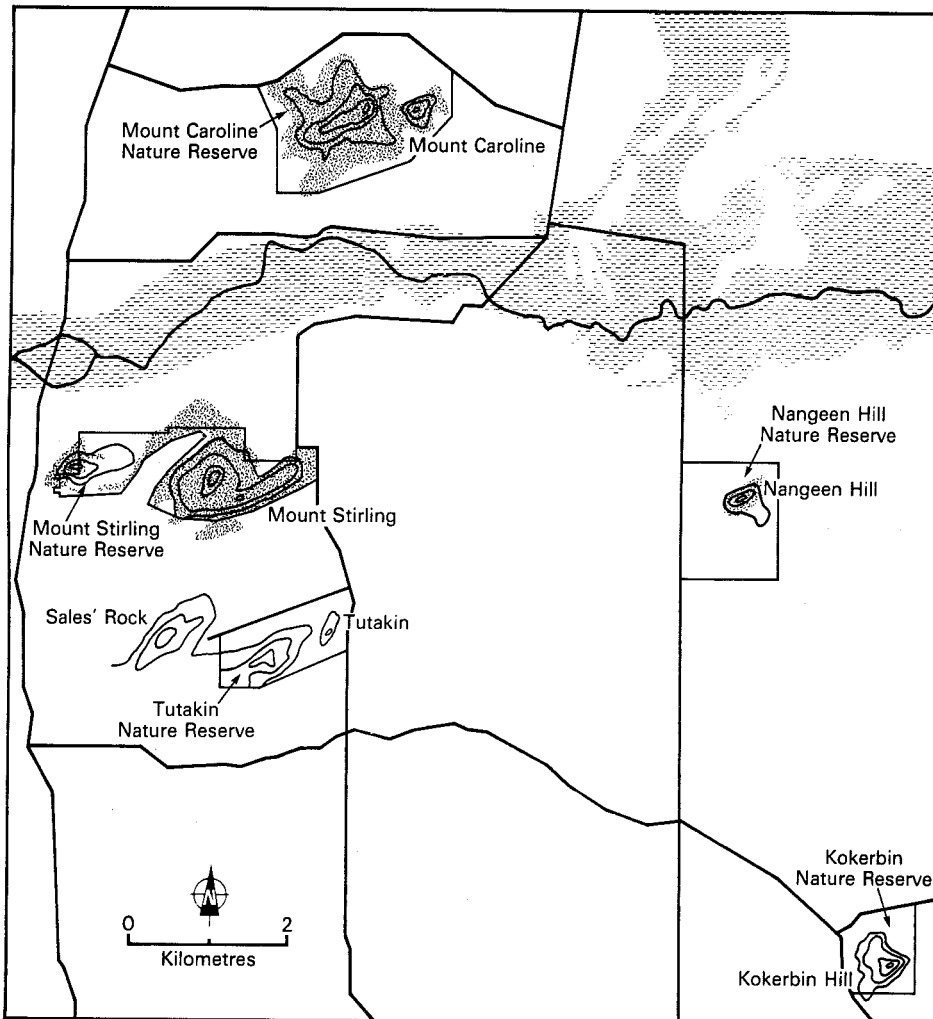 Mount Caroline
Nature Reserve
Mount Caroline
Nangeen Hill
Nature Reserve
Nangeen Hill
Mount Stirling
Mount Stirling
Nature Reserve
Sales' Rock
Tutakin
Tutakin
Nature Reserve
Kokerbin
Nature Reserve
N
0 2
Kilometres
Kokerbin Hill